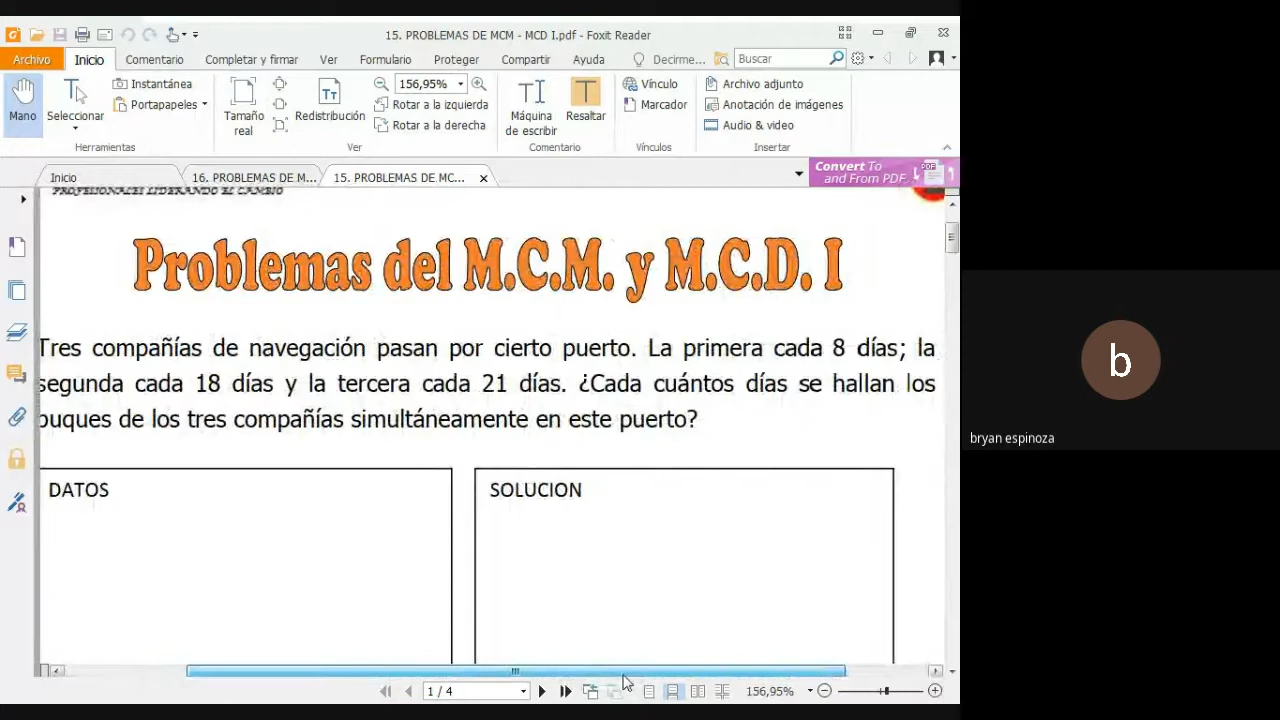 15. PROBLEMAS DE MCM - MCD I.pdf - Foxit Reader
Archivo Inicio Comentario Completar y firmar Ver Formulario Proteger Compartir Ayuda Decirme... Buscar
Mano
Seleccionar
Instantánea
Portapapeles
Herramientas
Tamaño real
156,95%
Redistribución
Rotar a la izquierda
Rotar a la derecha
Ver
Máquina de escribir
Resaltar
Comentario
Vínculo
Marcador
Vínculos
Archivo adjunto
Anotación de imágenes
Audio & video
Insertar
Inicio 16. PROBLEMAS DE M... 15. PROBLEMAS DE MC...
Convert To
and From PDF
PROFESIONALES LIDERANDO EL CAMBIO
Problemas del M.C.M. y M.C.D. I
Tres compañías de navegación pasan por cierto puerto. La primera cada 8 días; la
segunda cada 18 días y la tercera cada 21 días. ¿Cada cuántos días se hallan los
buques de los tres compañías simultáneamente en este puerto?
DATOS
SOLUCION
1 / 4
156,95%
b
bryan espinoza